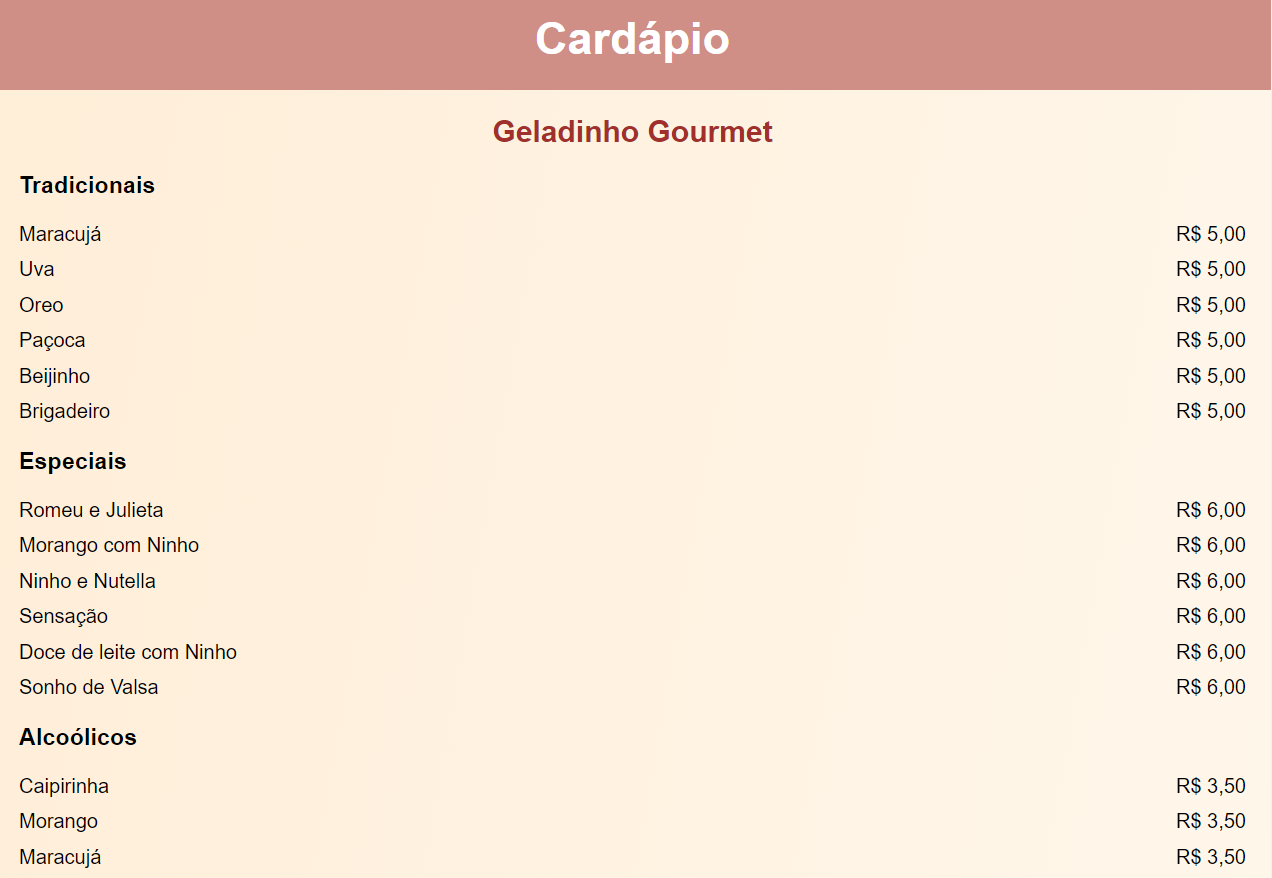 Cardápio
Geladinho Gourmet
Tradicionais
Maracujá R$ 5,00
Uva R$ 5,00
Oreo R$ 5,00
Paçoca R$ 5,00
Beijinho R$ 5,00
Brigadeiro R$ 5,00
Especiais
Romeu e Julieta R$ 6,00
Morango com Ninho R$ 6,00
Ninho e Nutella R$ 6,00
Sensação R$ 6,00
Doce de leite com Ninho R$ 6,00
Sonho de Valsa R$ 6,00
Alcoólicos
Caipirinha R$ 3,50
Morango R$ 3,50
Maracujá R$ 3,50